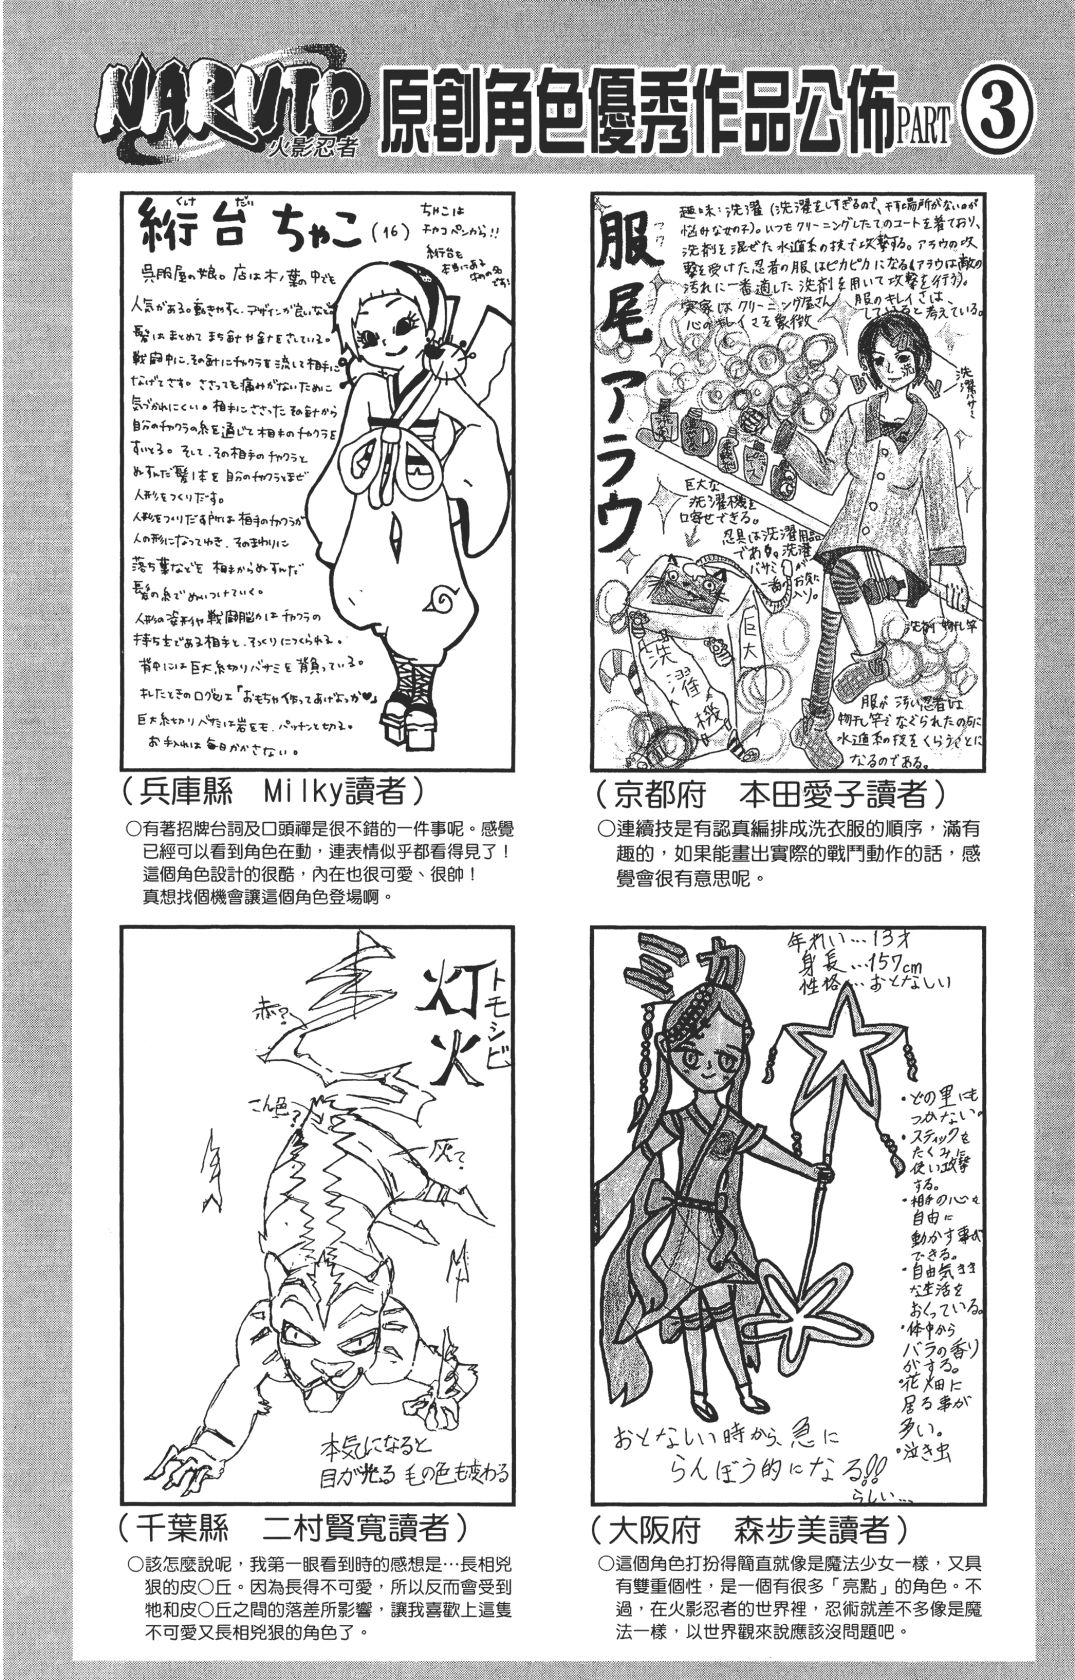 NARUTO
火影忍者
原創角色優秀作品公佈PART ③
絎台 ちゃこ (16)
くけ だい
ちゃこは
チャコペンから!!
絎台も
本当にある
ものの名
です!
呉服屋の娘。店は木ノ葉の中でも
人気がある。動きやすく、デザインが良いなどで
髪はまとめてまち針や針をさしている。
戦闘中に、その針にチャクラを流して相手に
なげてさす。ささっても痛みがないために
気づかれにくい。相手にささったその針から
自分のチャクラの糸を通じて相手のチャクラを
すいとる。そして、その相手のチャクラと
ぬすんだ髪1本を自分のチャクラとまぜ
人形をつくりだす。
人形をつくりだす時は相手のチャクラが
人の形になってゆき、そのまわりに
落ち葉などを相手からぬすんだ
髪の糸でぬいつけていく。
人形の姿形や戦闘脳力はチャクラの
持ち主である相手と、そっくりにつくられる。
背中には巨大糸切りバサミを背負っている。
キレたときのログセは「おもちゃ作ってあげよっか♥」
巨大糸切りバサミは岩をも、バッチンと切る。
お手入れは毎日かかさない。
(兵庫縣 Milky讀者)
○有著招牌台詞及口頭禪是很不錯的一件事呢。感覺
已經可以看到角色在動，連表情似乎都看得見了！
這個角色設計的很酷，內在也很可愛、很帥！
真想找個機會讓這個角色登場啊。
服尾アラウ
趣味：洗濯(洗濯をしすぎるので、干す場所がないのが
悩みな女の子)。いつもクリーニングしたてのコートを着ており、
洗剤を混ぜた水遁系の技で攻撃する。アラウの攻
撃を受けた忍者の服はピカピカになる(アラウは敵の
汚れに一番適した洗剤を用いて攻撃を行う)。
実家はクリーニング屋さん 服のキレイさは、
心のキレイさを象徴 していると考えている。
洗濯バサミ
巨大な
洗濯機を
口寄せできる。
忍具は洗濯用品
である。洗濯
バサミが
一番お気に
入り。
巨大
洗濯機
洗剤 物干し竿
服が汚い忍者は
物干し竿でなぐられたのちに
水遁系の技をくらうことに
なるのである。
(京都府 本田愛子讀者)
○連續技是有認真編排成洗衣服的順序，滿有
趣的，如果能畫出實際的戰鬥動作的話，感
覺會很有意思呢。
灯火
トモシビ
赤?
こん色?
灰?
本気になると
目が光る 毛の色も変わる
(千葉縣 二村賢寬讀者)
○該怎麼說呢，我第一眼看到時的感想是…長相兇
狠的皮○丘。因為長得不可愛，所以反而會受到
牠和皮○丘之間的落差所影響，讓我喜歡上這隻
不可愛又長相兇狠的角色了。
ミカ
年れい…13才
身長…157cm
性格…おとなしい
・どの里にも
つかない。
・スティックを
たくみに
使い攻撃
する。
・相手の心を
自由に
動かす事が
できる。
・自由気まま
な生活を
おくっている。
・体中から
バラの香り
がする。
・花畑に
居る事が
多い。
・泣き虫
おとなしい時から、急に
らんぼう的になる!!
らしい…
(大阪府 森步美讀者)
○這個角色打扮得簡直就像是魔法少女一樣，又具
有雙重個性，是一個有很多「亮點」的角色。不
過，在火影忍者的世界裡，忍術就差不多像是魔
法一樣，以世界觀來說應該沒問題吧。